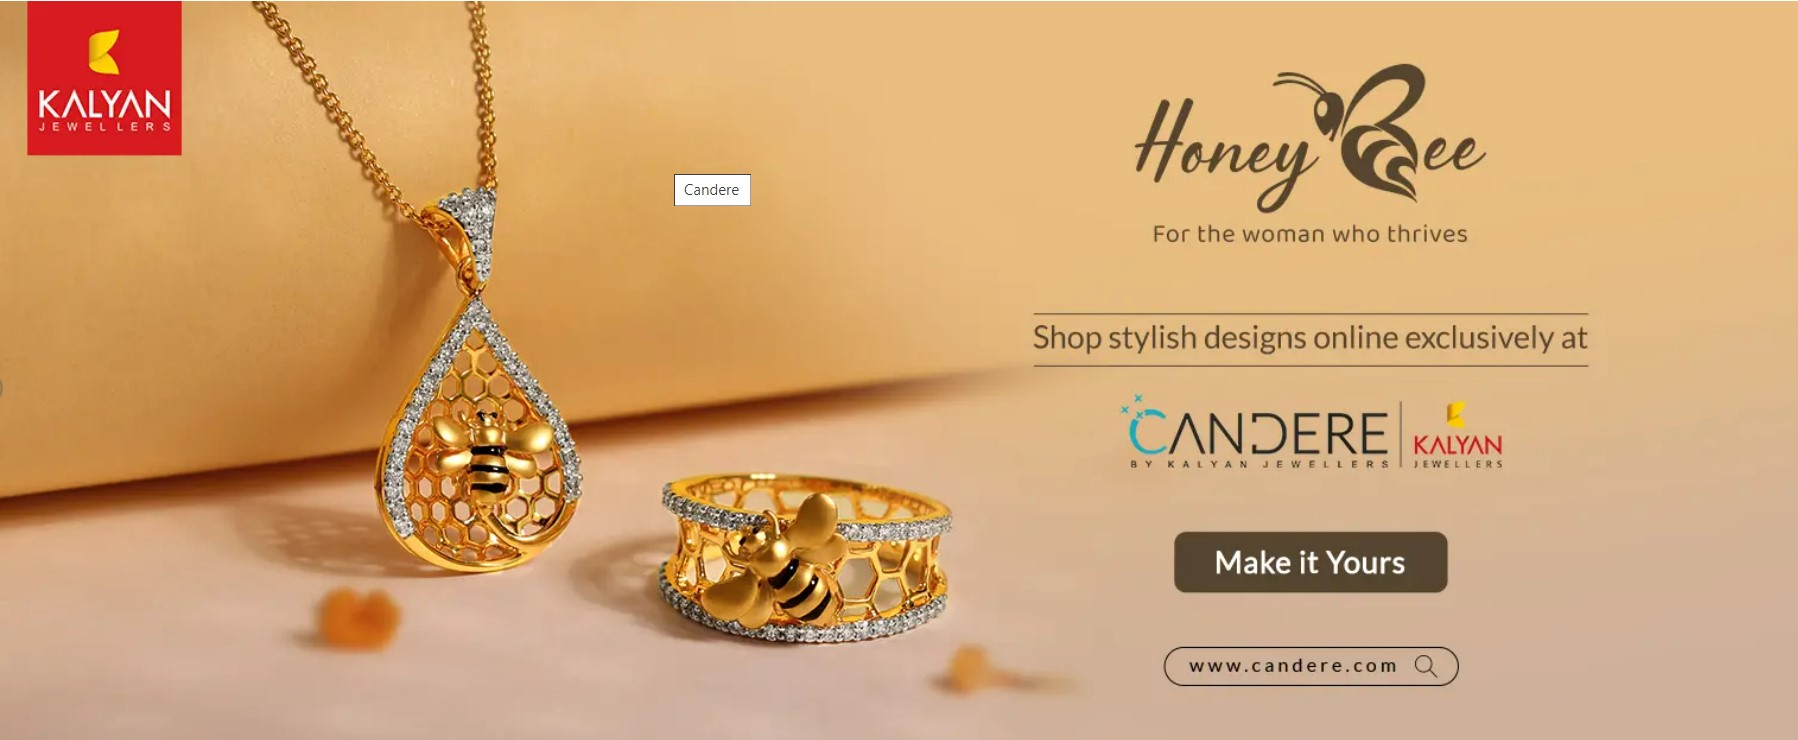 KALYAN
JEWELLERS
Candere
Honey Bee
For the woman who thrives
Shop stylish designs online exclusively at
CANDERE
BY KALYAN JEWELLERS
KALYAN
JEWELLERS
Make it Yours
www.candere.com